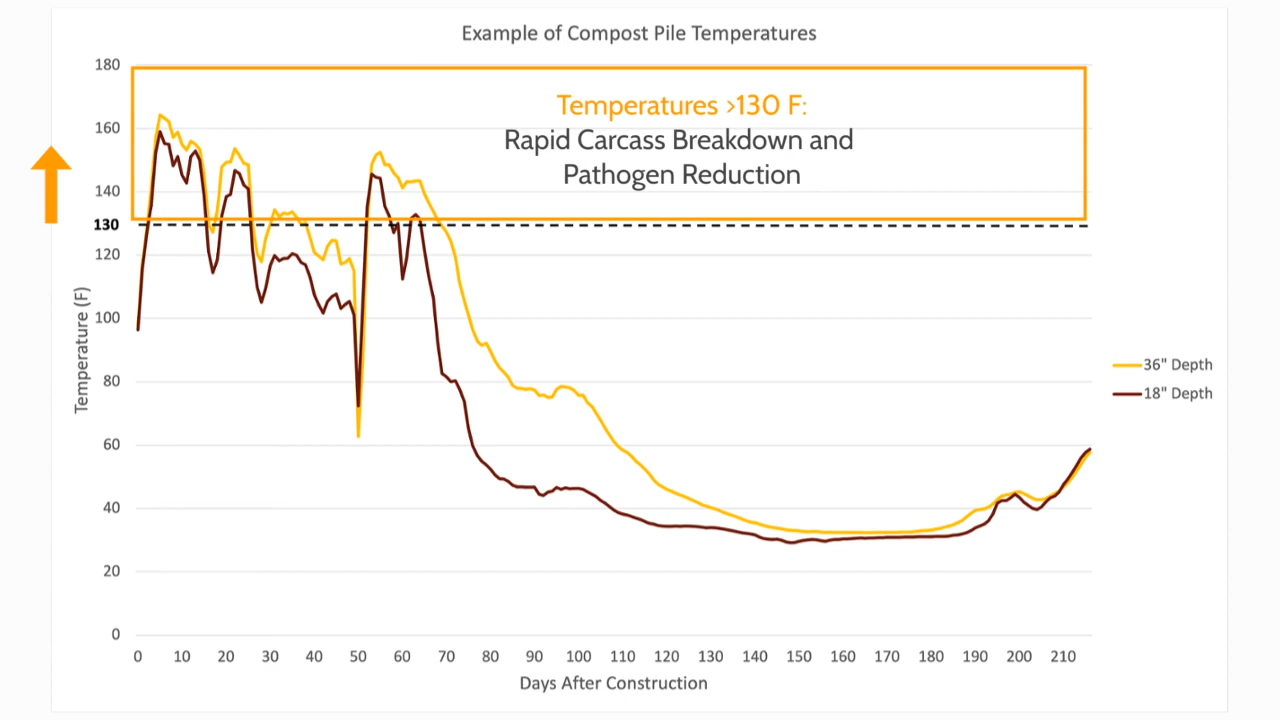 Example of Compost Pile Temperatures
Temperatures >130 F:
Rapid Carcass Breakdown and
Pathogen Reduction
180
160
140
130
120
100
80
60
40
20
0
Temperature (F)
0 10 20 30 40 50 60 70 80 90 100 110 120 130 140 150 160 170 180 190 200 210
Days After Construction
36" Depth
18" Depth